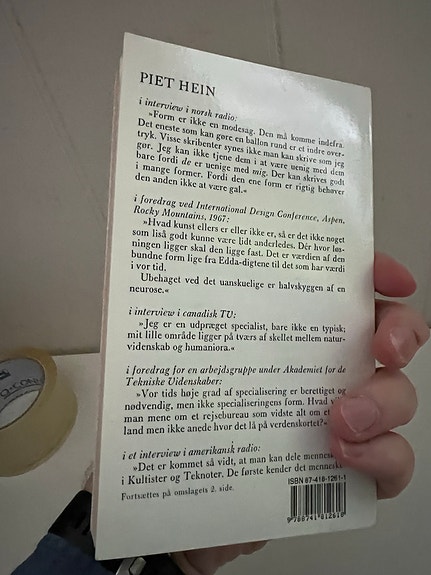 PIET HEIN
i interview i norsk radio:
»Form er ikke en modesag. Den må komme indefra.
Det eneste som kan gøre en ballon rund er et indre over-
tryk. Visse skribenter synes ikke man kan skrive som jeg
gør. Jeg kan ikke tjene dem i at være uenig med dem
bare fordi de er uenige med mig. Der kan skrives godt
i mange former. Fordi den ene form er rigtig behøver
den anden ikke at være gal.«
i foredrag ved International Design Conference, Aspen,
Rocky Mountains, 1967:
»Hvad kunst ellers er eller ikke er, så er det ikke noget
som liså godt kunne være lidt anderledes. Dér hvor løs-
ningen ligger skal den ligge fast. Det er værdien af den
bundne form lige fra Edda-digtene til det som har værdi
i vor tid.
Ubehaget ved det uanskuelige er halvskyggen af en
neurose.«
i interview i canadisk TU:
»Jeg er en udpræget specialist, bare ikke en typisk;
mit lille område ligger på tværs af skellet mellem natur-
videnskab og humaniora.«
i foredrag for en arbejdsgruppe under Akademiet for de
Tekniske Videnskaber:
»Vor tids høje grad af specialisering er berettiget og
nødvendig, men ikke specialiseringens form. Hvad
man mene om et rejsebureau som vidste alt om et
land men ikke anede hvor det lå på verdenskortet?«
i et interview i amerikansk radio:
»Det er kommet så vidt, at man kan dele
i Kultister og Teknoter. De første kender det
Fortsættes på omslagets 2. side.
ISBN 87-418-1261-1
9 788741 812618